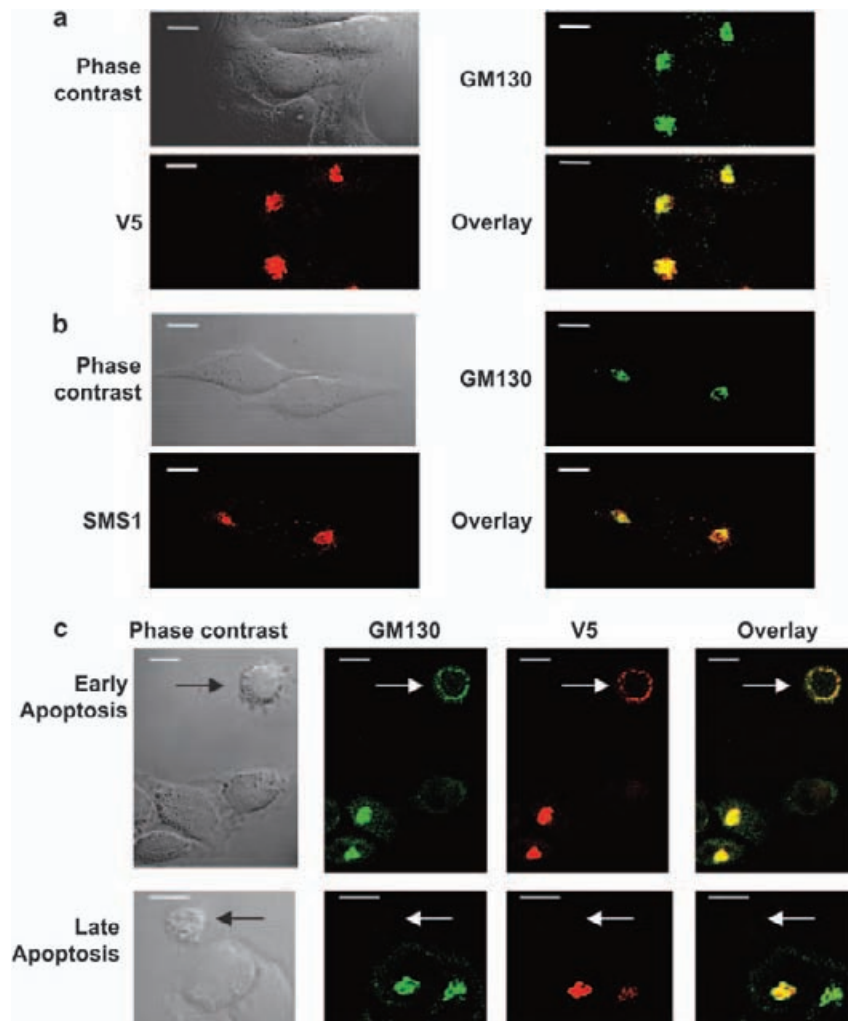 a
Phase
contrast
GM130
V5
Overlay
b
Phase
contrast
GM130
SMS1
Overlay
c
Phase contrast GM130 V5 Overlay
Early
Apoptosis
Late
Apoptosis